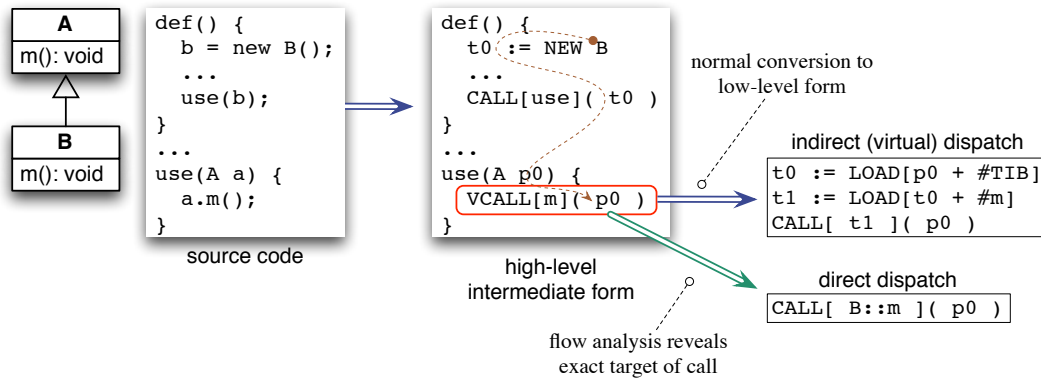 A
m(): void
B
m(): void
def() {
b = new B();
...
use(b);
}
...
use(A a) {
a.m();
}
source code
def() {
t0 := NEW B
...
CALL[use]( t0 )
}
...
use(A p0) {
VCALL[m]( p0 )
}
high-level
intermediate form
normal conversion to
low-level form
indirect (virtual) dispatch
t0 := LOAD[p0 + #TIB]
t1 := LOAD[t0 + #m]
CALL[ t1 ]( p0 )
direct dispatch
CALL[ B::m ]( p0 )
flow analysis reveals
exact target of call